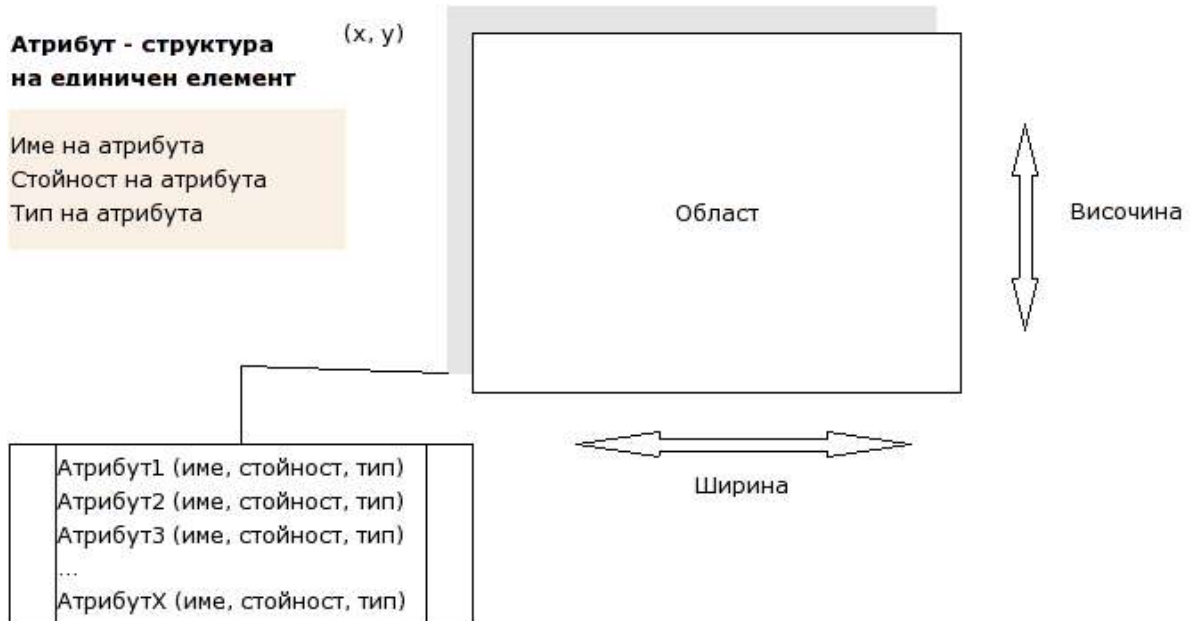 Атрибут - структура
на единичен елемент
(x, y)
Име на атрибута
Стойност на атрибута
Тип на атрибута
Област
Височина
Ширина
Атрибут1 (име, стойност, тип)
Атрибут2 (име, стойност, тип)
Атрибут3 (име, стойност, тип)
...
АтрибутX (име, стойност, тип)